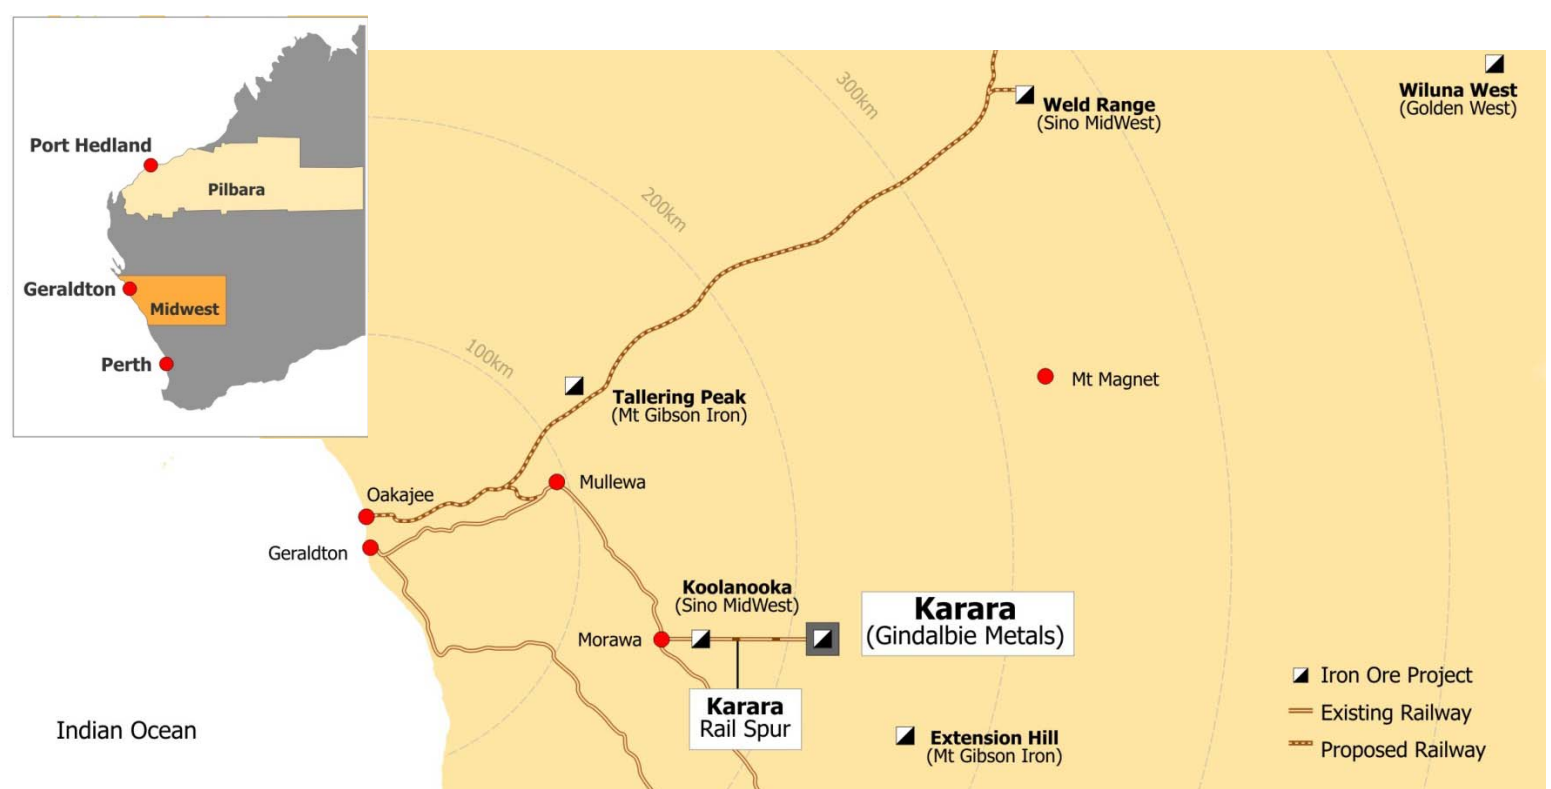 Port Hedland
Pilbara
Geraldton
Midwest
Perth
300km
200km
100km
Weld Range
(Sino MidWest)
Wiluna West
(Golden West)
Tallering Peak
(Mt Gibson Iron)
Mt Magnet
Oakajee
Mullewa
Geraldton
Koolanooka
(Sino MidWest)
Morawa
Karara
(Gindalbie Metals)
Karara
Rail Spur
Extension Hill
(Mt Gibson Iron)
Indian Ocean
Iron Ore Project
Existing Railway
Proposed Railway